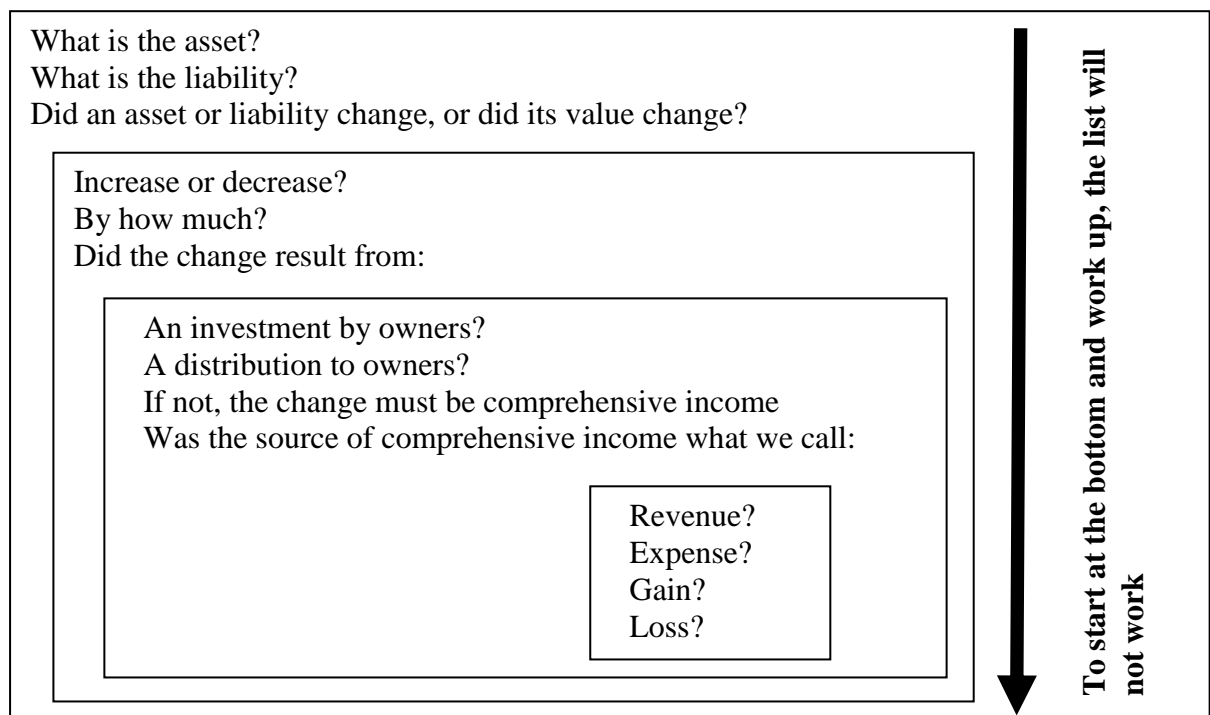 What is the asset?
What is the liability?
Did an asset or liability change, or did its value change?
Increase or decrease?
By how much?
Did the change result from:
An investment by owners?
A distribution to owners?
If not, the change must be comprehensive income
Was the source of comprehensive income what we call:
Revenue?
Expense?
Gain?
Loss?
To start at the bottom and work up, the list will
not work